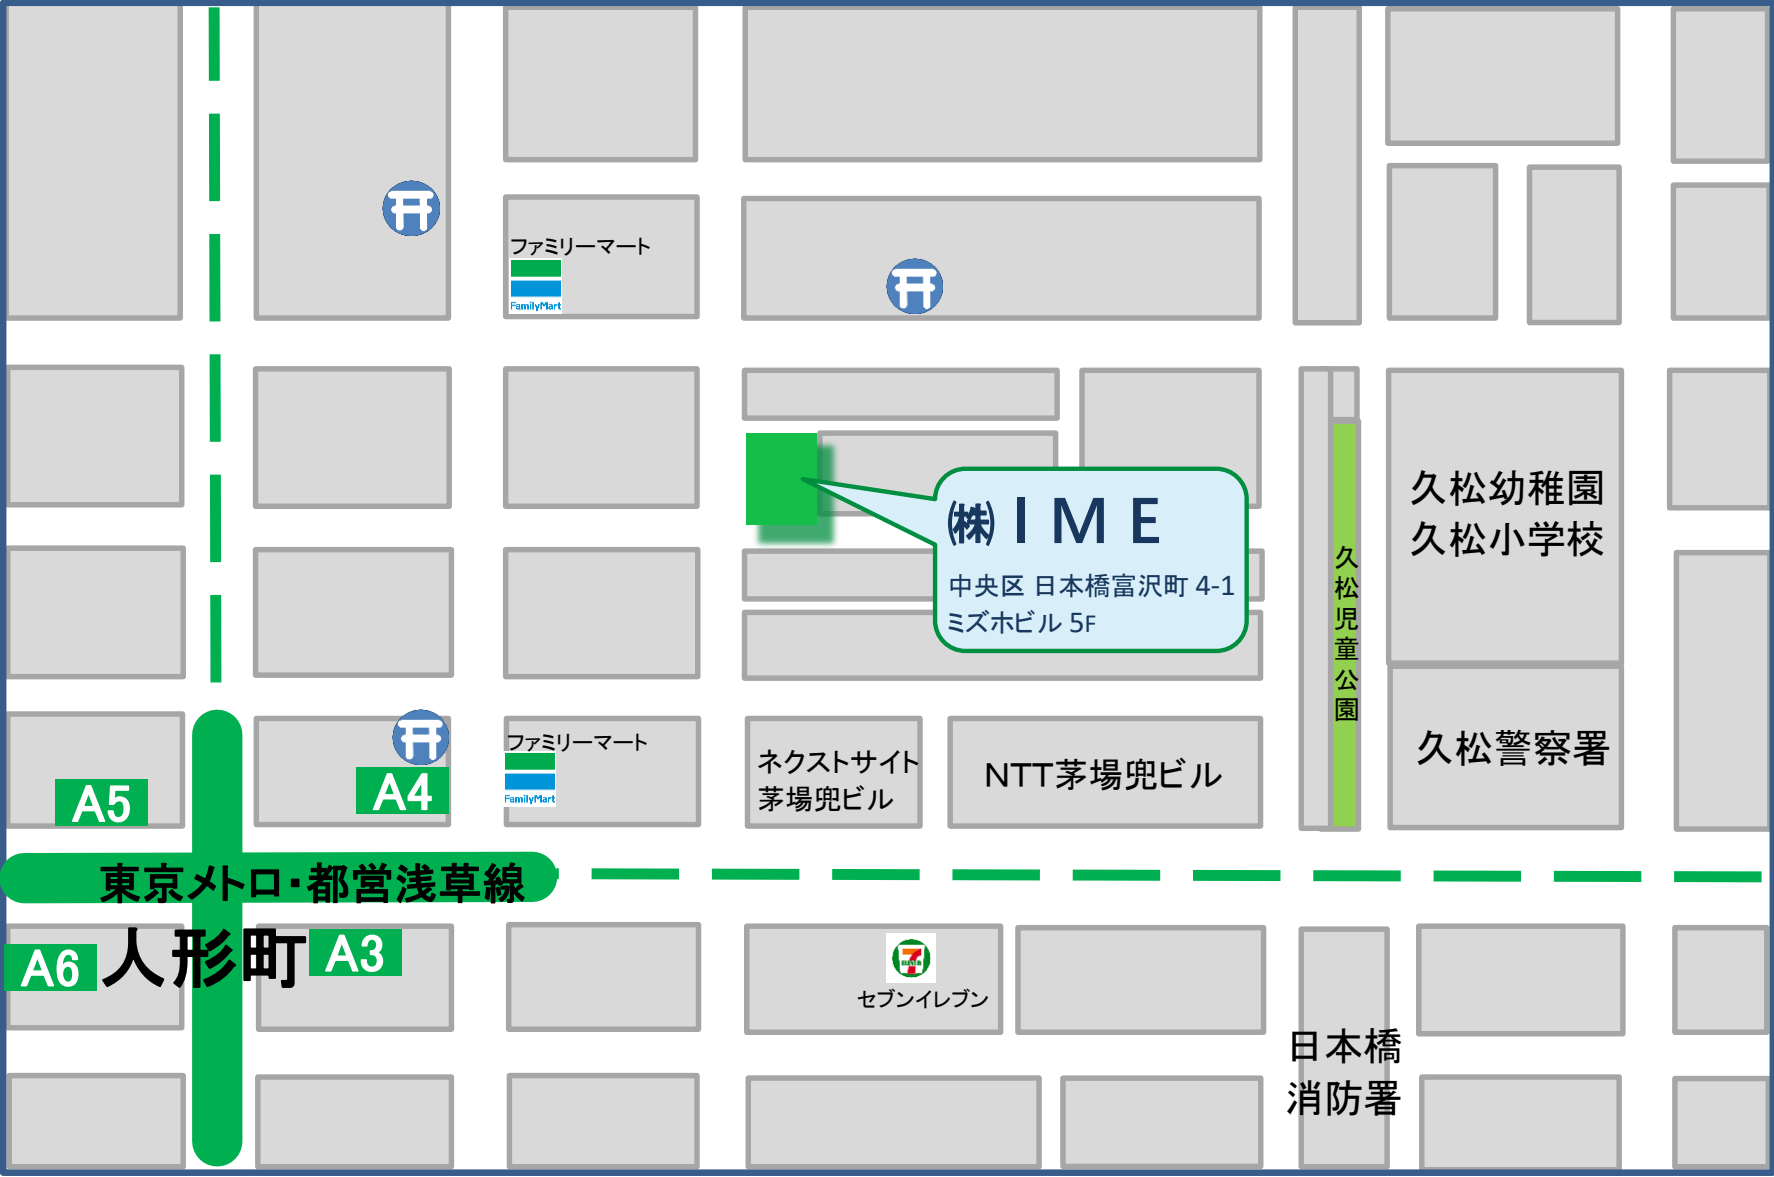 ファミリーマート
FamilyMart
㈱ＩＭＥ
中央区 日本橋富沢町 4-1
ミズホビル 5F
久松幼稚園
久松小学校
久松児童公園
久松警察署
ファミリーマート
FamilyMart
ネクストサイト
茅場兜ビル
NTT茅場兜ビル
A5
A4
東京メトロ・都営浅草線
人形町
A6
A3
7
ELEVEn
セブンイレブン
日本橋
消防署